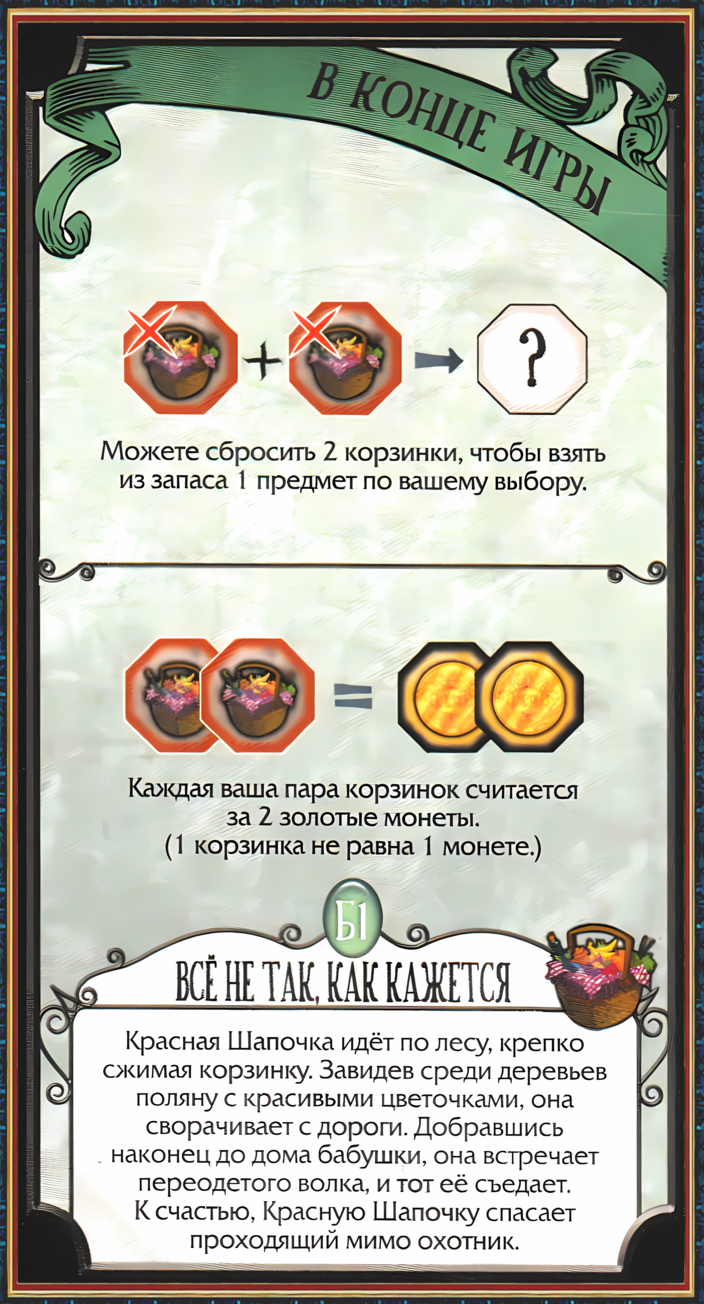 В КОНЦЕ ИГРЫ
+
?
Можете сбросить 2 корзинки, чтобы взять
из запаса 1 предмет по вашему выбору.
=
Каждая ваша пара корзинок считается
за 2 золотые монеты.
(1 корзинка не равна 1 монете.)
Б1
ВСЁ НЕ ТАК, КАК КАЖЕТСЯ
Красная Шапочка идёт по лесу, крепко
сжимая корзинку. Завидев среди деревьев
поляну с красивыми цветочками, она
сворачивает с дороги. Добравшись
наконец до дома бабушки, она встречает
переодетого волка, и тот её съедает.
К счастью, Красную Шапочку спасает
проходящий мимо охотник.